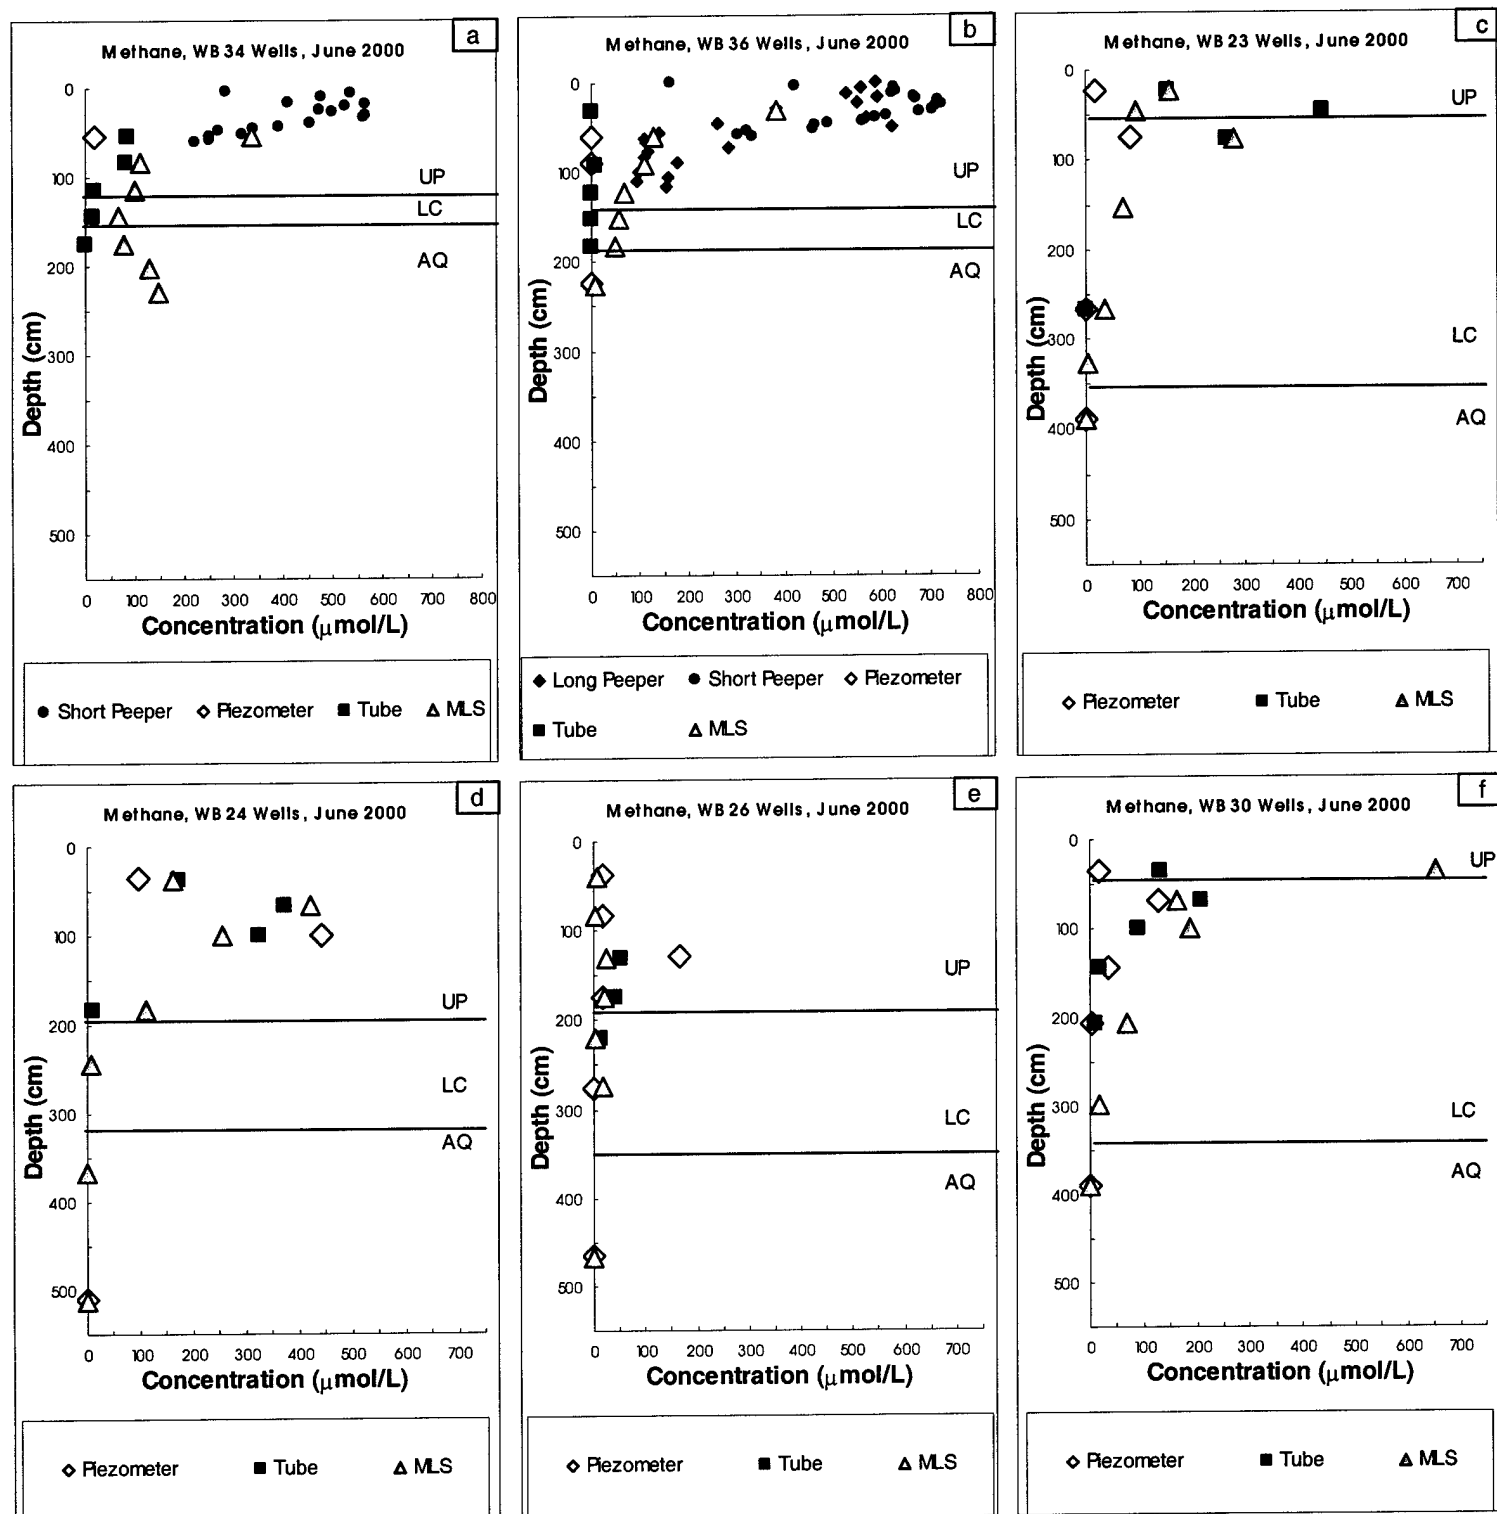 a
Methane, WB 34 Wells, June 2000
0
100
200
300
400
500
UP
LC
AQ
Depth (cm)
0 100 200 300 400 500 600 700 800
Concentration (μmol/L)
Short Peeper Piezometer Tube MLS
b
Methane, WB 36 Wells, June 2000
0
100
200
300
400
500
UP
LC
AQ
Depth (cm)
0 100 200 300 400 500 600 700 800
Concentration (μmol/L)
Long Peeper Short Peeper Piezometer
Tube MLS
c
Methane, WB 23 Wells, June 2000
0
100
200
300
400
500
UP
LC
AQ
Depth (cm)
0 100 200 300 400 500 600 700
Concentration (μmol/L)
Piezometer Tube MLS
d
Methane, WB 24 Wells, June 2000
0
100
200
300
400
500
UP
LC
AQ
Depth (cm)
0 100 200 300 400 500 600 700
Concentration (μmol/L)
Piezometer Tube MLS
e
Methane, WB 26 Wells, June 2000
0
100
200
300
400
500
UP
LC
AQ
Depth (cm)
0 100 200 300 400 500 600 700
Concentration (μmol/L)
Piezometer Tube MLS
f
Methane, WB 30 Wells, June 2000
0
100
200
300
400
500
UP
LC
AQ
Depth (cm)
0 100 200 300 400 500 600 700
Concentration (μmol/L)
Piezometer Tube MLS